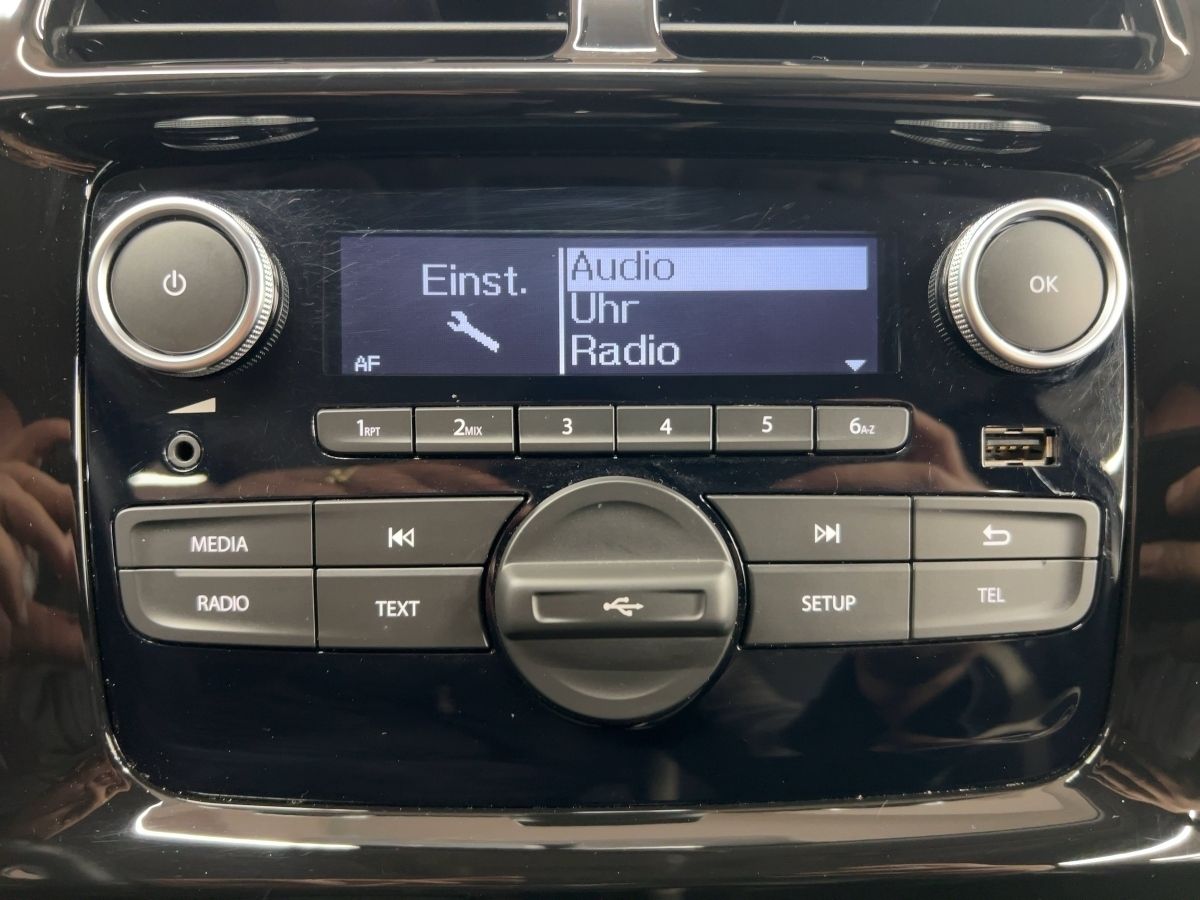 Einst.
AF
Audio
Uhr
Radio
OK
1RPT
2MIX
3
4
5
6A-Z
MEDIA
RADIO
TEXT
SETUP
TEL